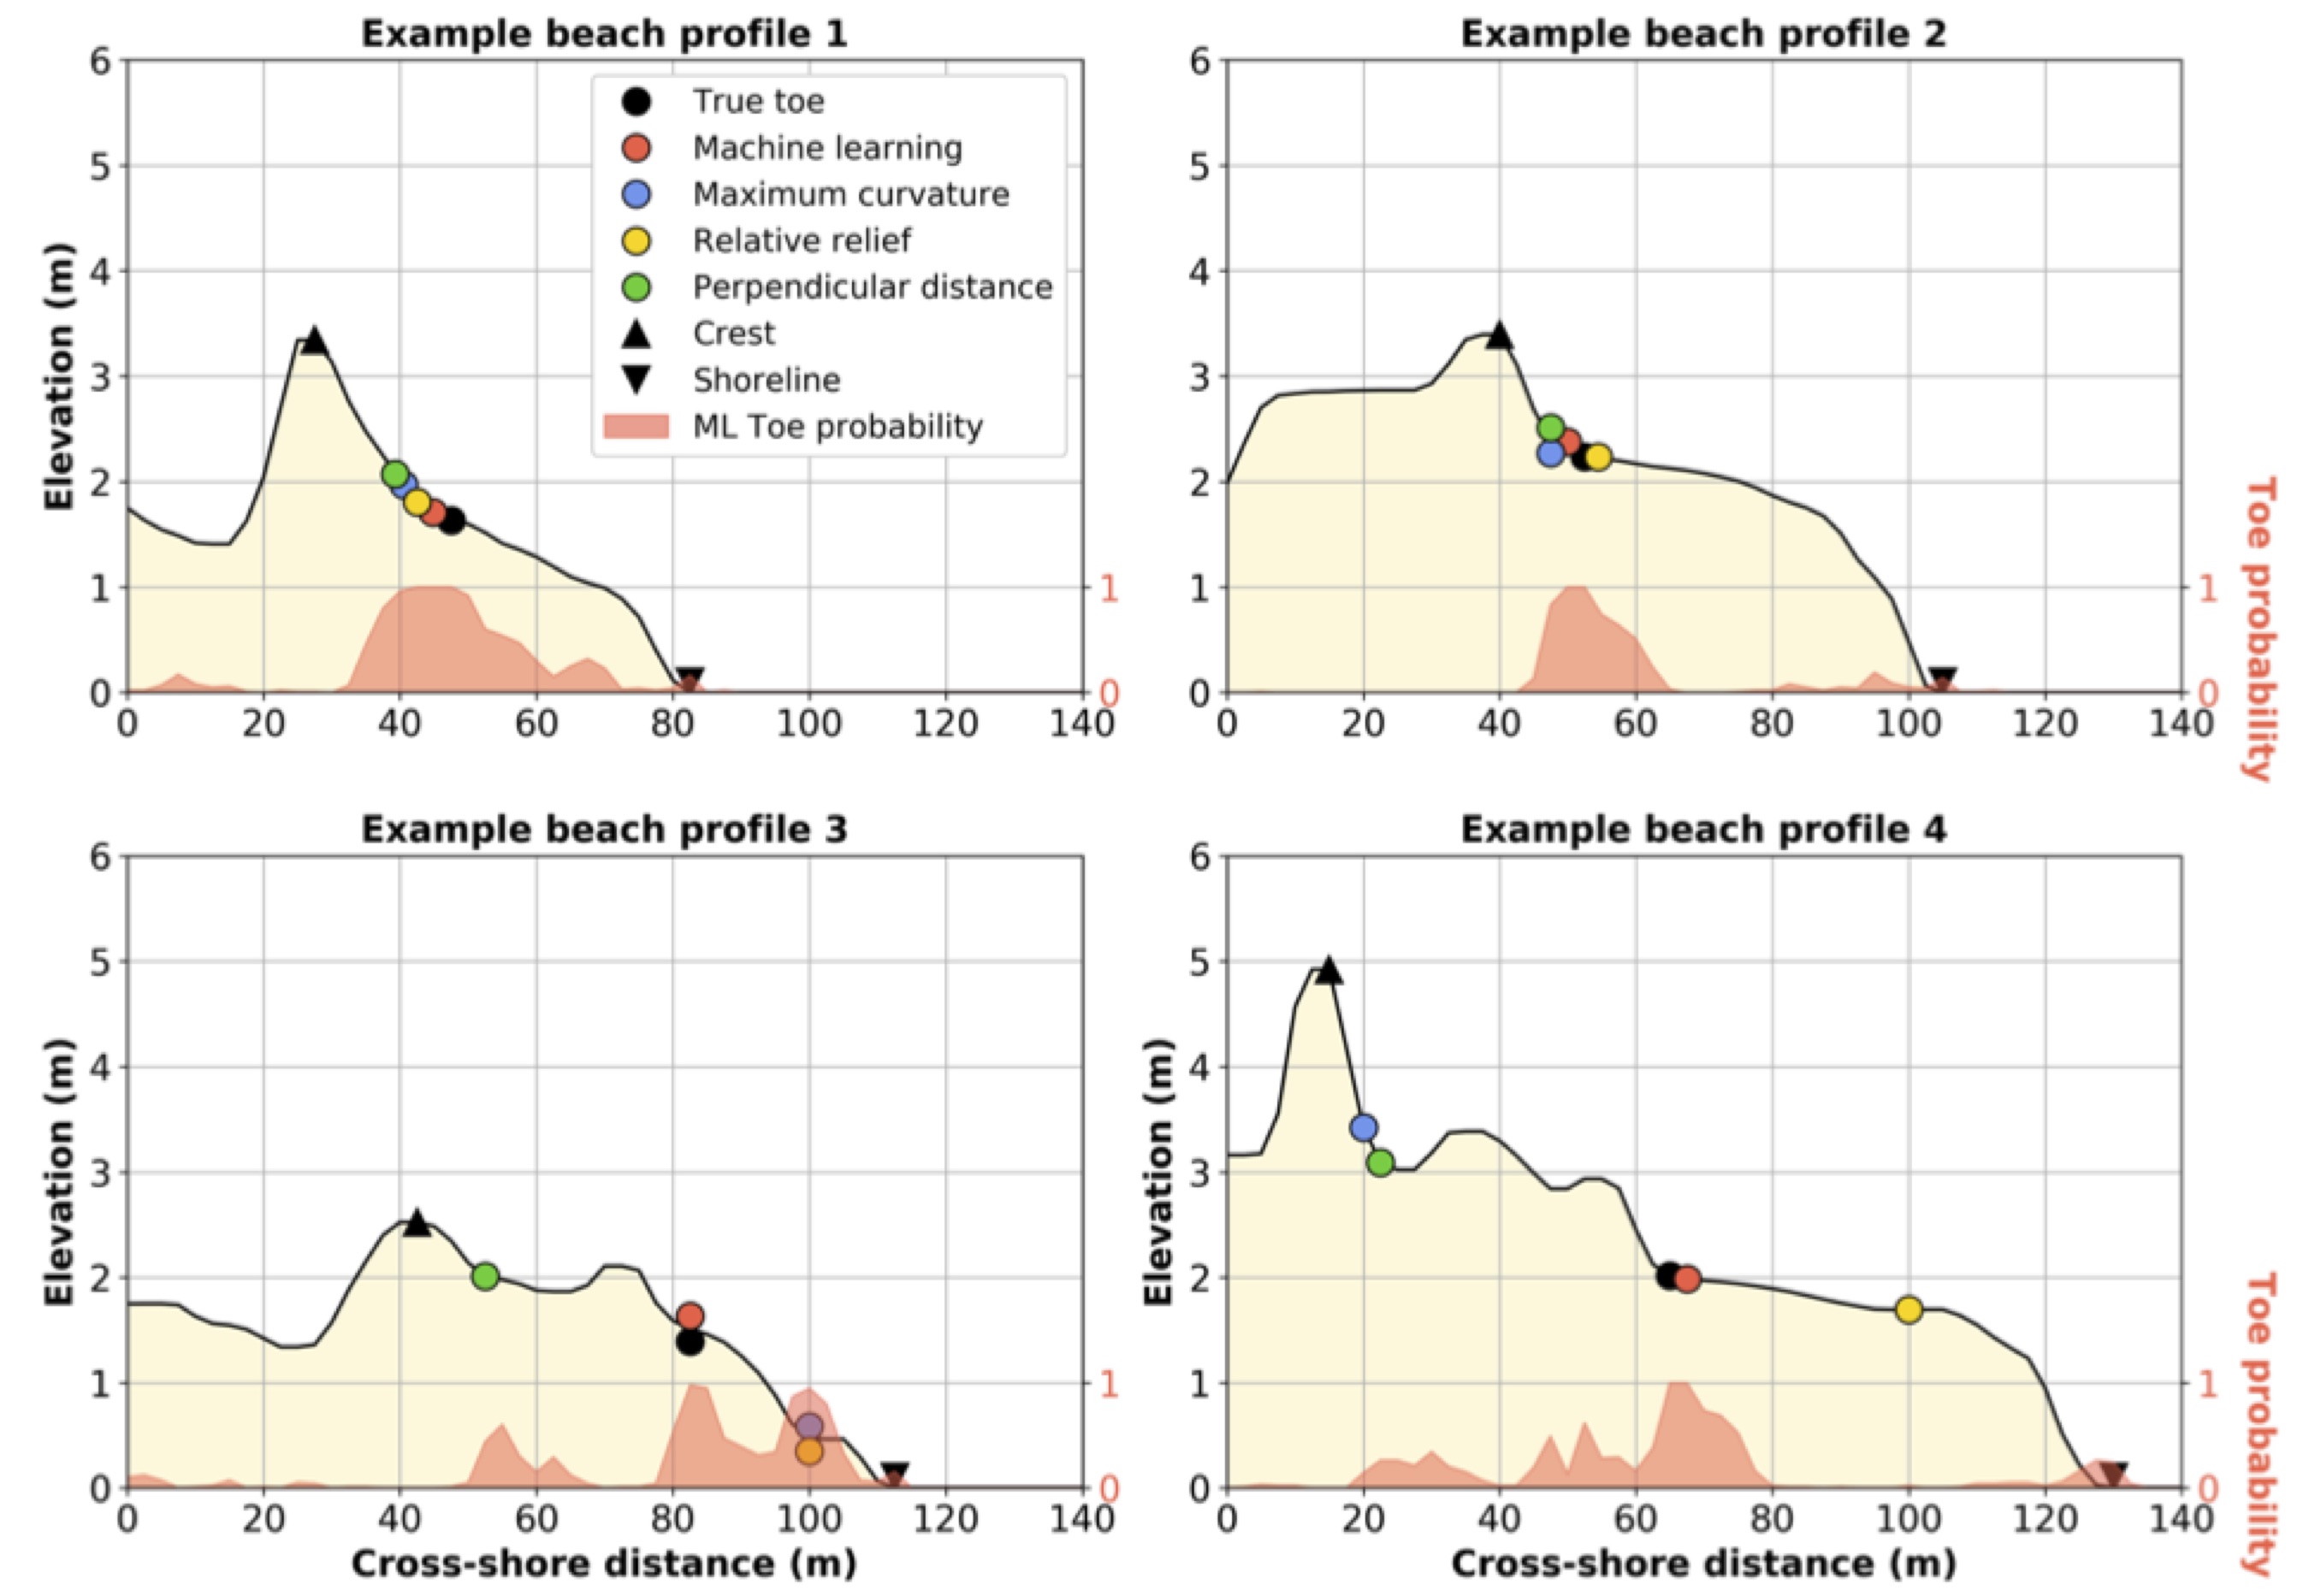 Example beach profile 1
6
5
4
3
2
1
0
Elevation (m)
True toe
Machine learning
Maximum curvature
Relative relief
Perpendicular distance
Crest
Shoreline
ML Toe probability
1
0
0 20 40 60 80 100 120 140
Example beach profile 2
6
5
4
3
2
1
0
1
0
Toe probability
0 20 40 60 80 100 120 140
Example beach profile 3
6
5
4
3
2
1
0
Elevation (m)
1
0
0 20 40 60 80 100 120 140
Cross-shore distance (m)
Example beach profile 4
6
5
4
3
2
1
0
Elevation (m)
1
0
Toe probability
0 20 40 60 80 100 120 140
Cross-shore distance (m)